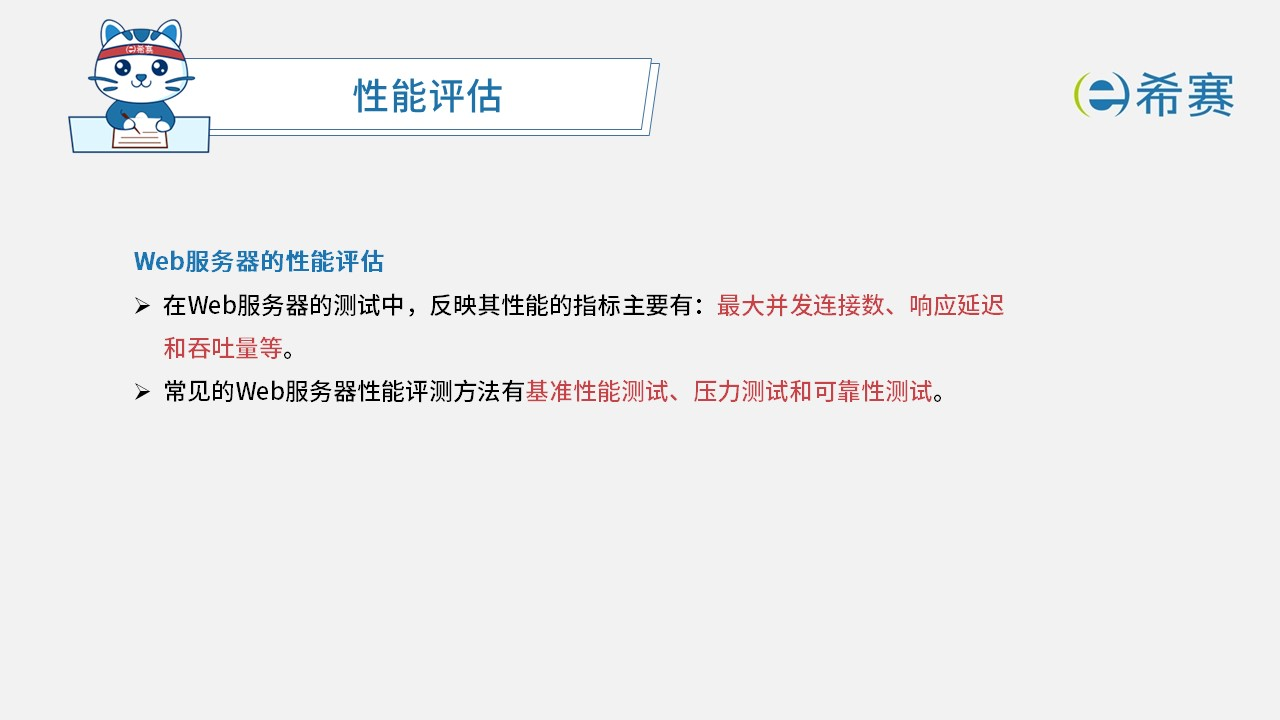 希赛
性能评估
希赛
Web服务器的性能评估
在Web服务器的测试中，反映其性能的指标主要有：最大并发连接数、响应延迟
和吞吐量等。
常见的Web服务器性能评测方法有基准性能测试、压力测试和可靠性测试。